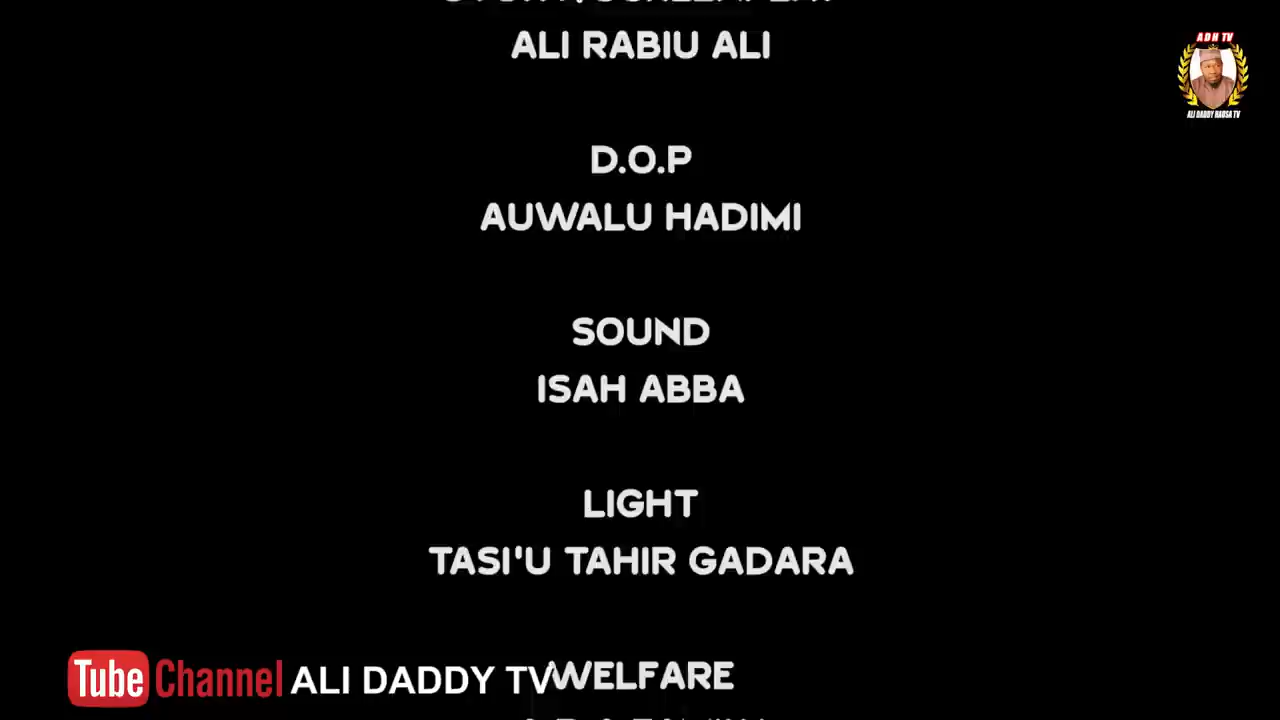 ALI RABIU ALI
D.O.P
AUWALU HADIMI
SOUND
ISAH ABBA
LIGHT
TASI'U TAHIR GADARA
WELFARE
Tube Channel ALI DADDY TV
A D H TV
ALI DADDY HAUSA TV